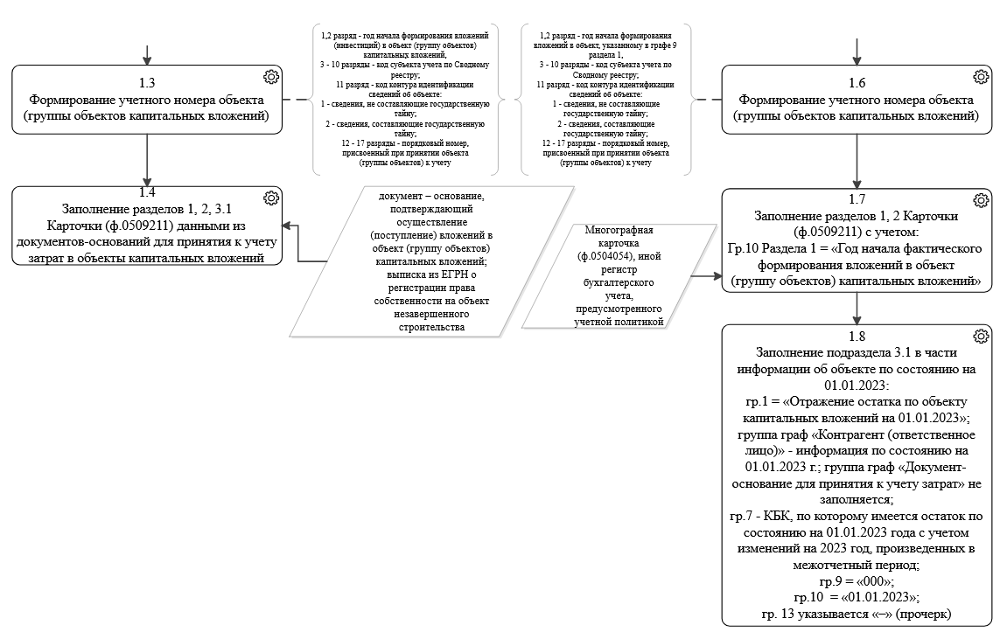 1.3
Формирование учетного номера объекта
(группы объектов капитальных вложений)
1,2 разряд - год начала формирования вложений
(инвестиций) в объект (группу объектов)
капитальных вложений,
3 - 10 разряды - код субъекта учета по Сводному
реестру;
11 разряд - код контура идентификации
сведений об объекте:
1 - сведения, не составляющие государственную
тайну;
2 - сведения, составляющие государственную
тайну;
12 - 17 разряды - порядковый номер,
присвоенный при принятии объекта
(группы объектов) к учету
1,2 разряд - год начала формирования
вложений в объект, указанному в графе 9
раздела 1,
3 - 10 разряды - код субъекта учета по
Сводному реестру;
11 разряд - код контура идентификации
сведений об объекте:
1 - сведения, не составляющие
государственную тайну;
2 - сведения, составляющие
государственную тайну;
12 - 17 разряды - порядковый номер,
присвоенный при принятии объекта
(группы объектов) к учету
1.6
Формирование учетного номера объекта
(группы объектов капитальных вложений)
1.4
Заполнение разделов 1, 2, 3.1
Карточки (ф.0509211) данными из
документов-оснований для принятия к учету
затрат в объекты капитальных вложений
документ – основание,
подтверждающий
осуществление
(поступление) вложений в
объект (группу объектов)
капитальных вложений;
выписка из ЕГРН о
регистрации права
собственности на объект
незавершенного
строительства
Многографная
карточка
(ф.0504054), иной
регистр
бухгалтерского
учета,
предусмотренного
учетной политикой
1.7
Заполнение разделов 1, 2 Карточки
(ф.0509211) с учетом:
Гр.10 Раздела 1 = «Год начала фактического
формирования вложений в объект
(группу объектов) капитальных вложений»
1.8
Заполнение подраздела 3.1 в части
информации об объекте по состоянию на
01.01.2023:
гр.1 = «Отражение остатка по объекту
капитальных вложений на 01.01.2023»;
группа граф «Контрагент (ответственное
лицо)» - информация по состоянию на
01.01.2023 г.; группа граф «Документ-
основание для принятия к учету затрат» не
заполняется;
гр.7 - КБК, по которому имеется остаток по
состоянию на 01.01.2023 года с учетом
изменений на 2023 год, произведенных в
межотчетный период;
гр.9 = «000»;
гр.10 = «01.01.2023»;
гр. 13 указывается «–» (прочерк)